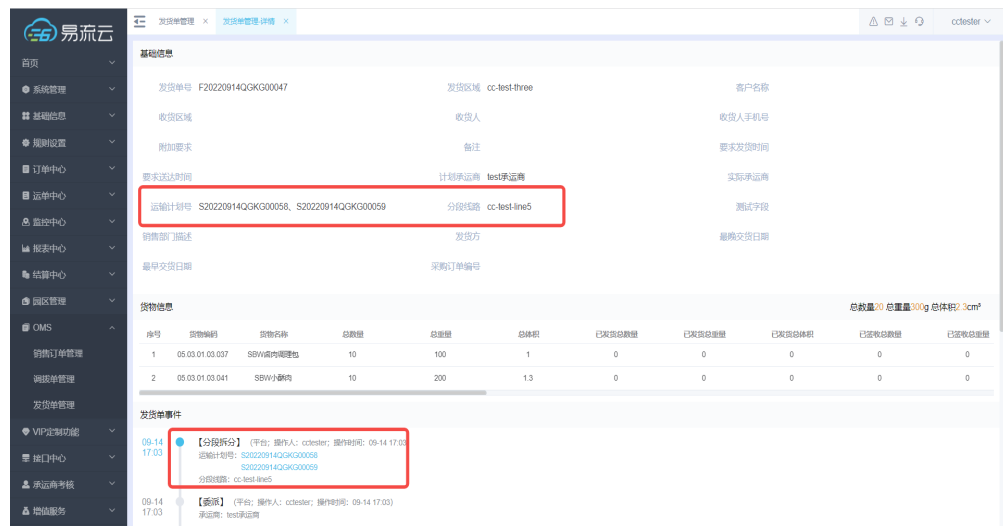 易流云
发货单管理 × 发货单管理-详情 ×
cctester
首页
系统管理
基础信息
规则设置
订单中心
运单中心
监控中心
报表中心
结算中心
园区管理
OMS
销售订单管理
调拨单管理
发货单管理
VIP定制功能
接口中心
承运商考核
增值服务
基础信息
发货单号 F20220914QGKG00047 发货区域 cc-test-three 客户名称
收货区域 收货人 收货人手机号
附加要求 备注 要求发货时间
要求送达时间 计划承运商 test承运商 实际承运商
运输计划号 S20220914QGKG00058、S20220914QGKG00059 分段线路 cc-test-line5 测试字段
销售部门描述 发货方 最晚交货日期
最早交货日期 采购订单编号
货物信息 总数量20 总重量300g 总体积2.3cm³
序号 货物编码 货物名称 总数量 总重量 总体积 已发货总数量 已发货总重量 已发货总体积 已签收总数量 已签收总重量
1 05.03.01.03.037 SBW卤肉调理包 10 100 1 0 0 0 0 0
2 05.03.01.03.041 SBW小酥肉 10 200 1.3 0 0 0 0 0
发货单事件
09-14 17:03 【分段拆分】 (平台; 操作人: cctester; 操作时间: 09-14 17:03
运输计划号: S20220914QGKG00058
S20220914QGKG00059
分段线路: cc-test-line5
09-14 17:03 【委派】 (平台; 操作人: cctester; 操作时间: 09-14 17:03)
承运商: test承运商